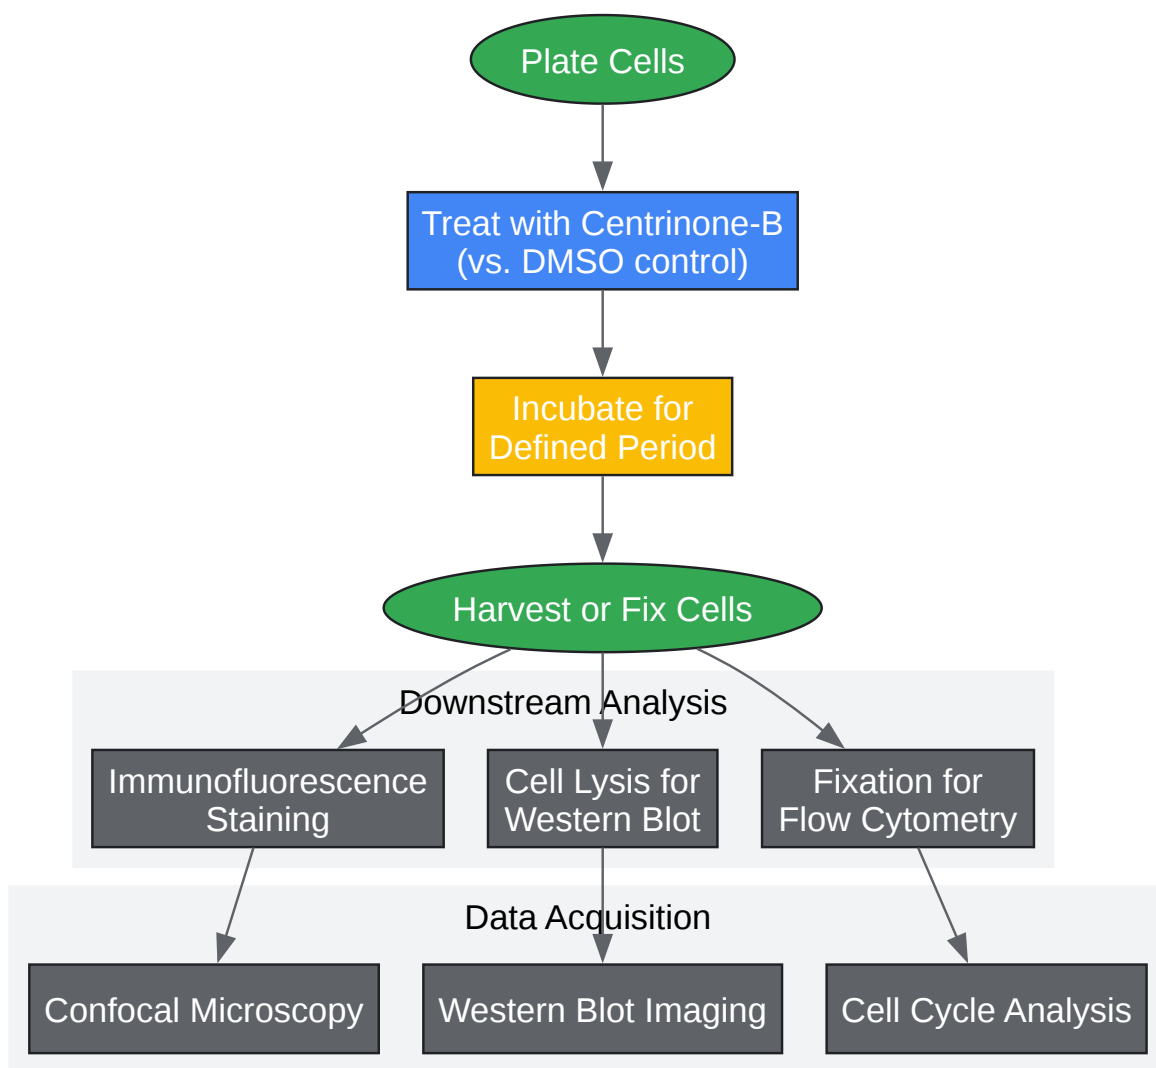 Plate Cells
Treat with Centrinone-B
(vs. DMSO control)
Incubate for
Defined Period
Harvest or Fix Cells
Downstream Analysis
Immunofluorescence
Staining
Cell Lysis for
Western Blot
Fixation for
Flow Cytometry
Data Acquisition
Confocal Microscopy
Western Blot Imaging
Cell Cycle Analysis